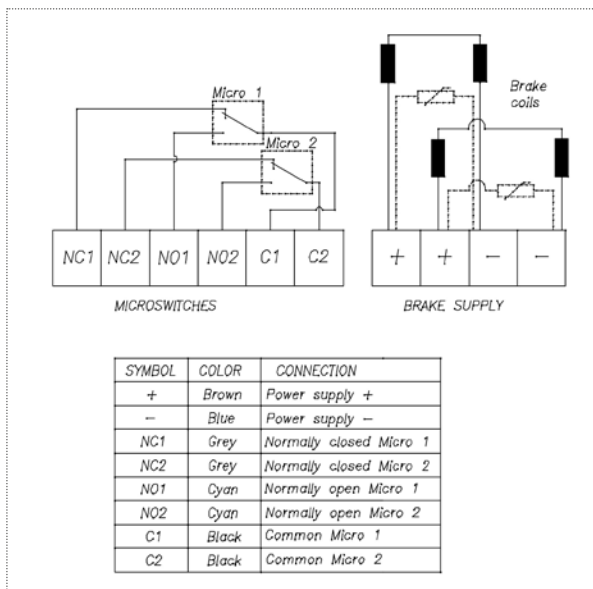 Micro 1
Micro 2
Brake
coils
NC1 NC2 NO1 NO2 C1 C2
+ + − −
MICROSWITCHES
BRAKE SUPPLY
SYMBOL COLOR CONNECTION
+ Brown Power supply +
− Blue Power supply −
NC1 Grey Normally closed Micro 1
NC2 Grey Normally closed Micro 2
NO1 Cyan Normally open Micro 1
NO2 Cyan Normally open Micro 2
C1 Black Common Micro 1
C2 Black Common Micro 2